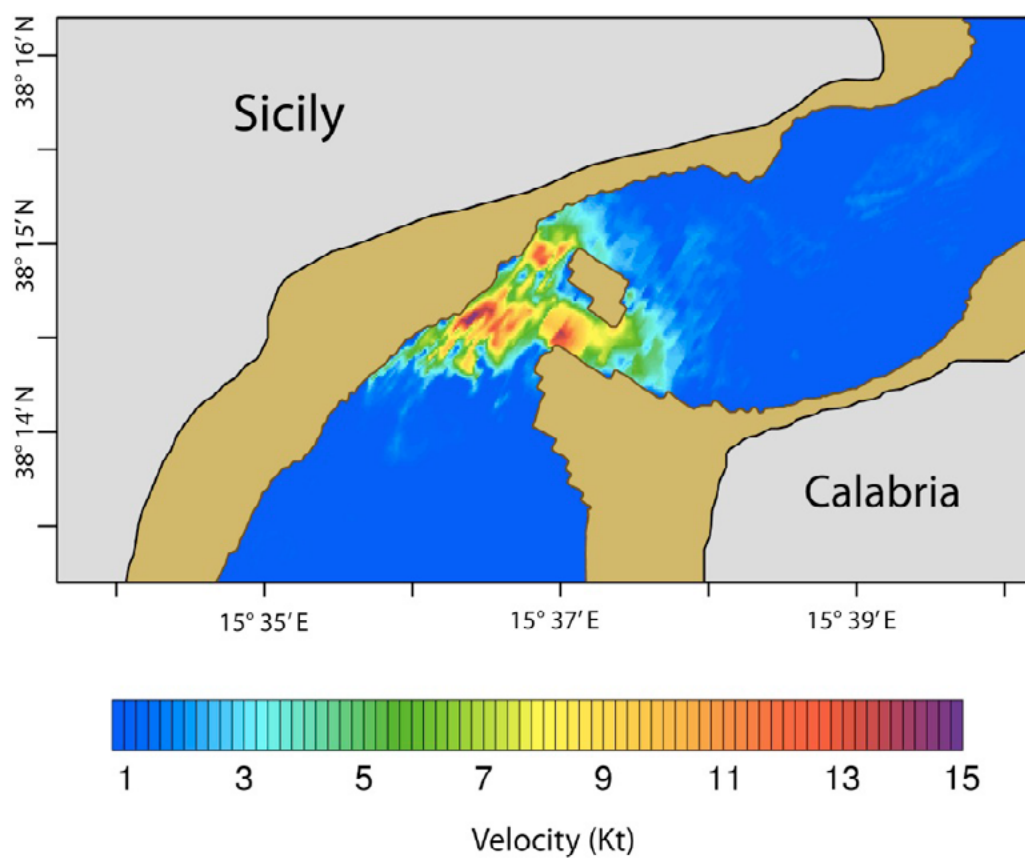 38° 16′ N
Sicily
38° 15′ N
38° 14′ N
Calabria
15° 35′ E 15° 37′ E 15° 39′ E
1 3 5 7 9 11 13 15
Velocity (Kt)